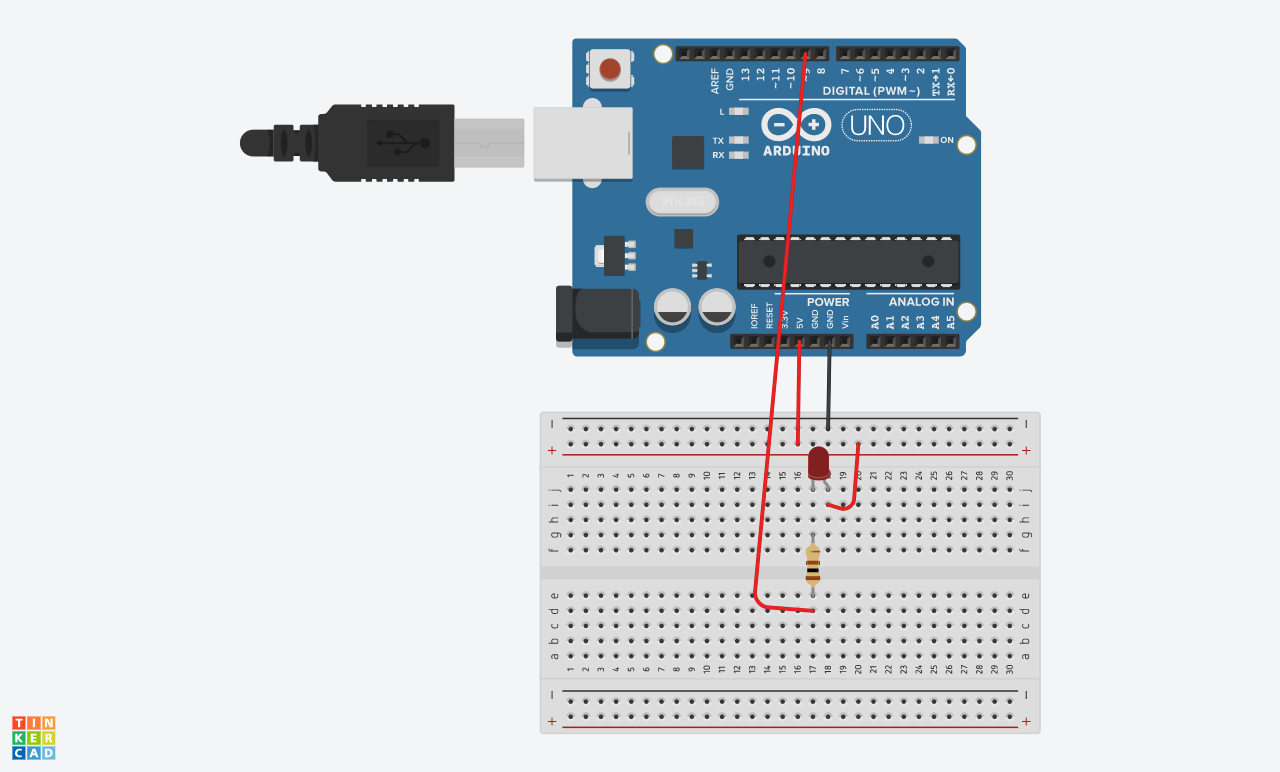 AREF
GND
13
12
~11
~10
~9
8
7
~6
~5
4
~3
2
TX→1
RX←0
DIGITAL (PWM ~)
L
TX
RX
ARDUINO
UNO
ON
POWER
ANALOG IN
IOREF
RESET
3.3V
5V
GND
GND
Vin
A0
A1
A2
A3
A4
A5
− −
+ +
1 2 3 4 5 6 7 8 9 10 11 12 13 14 15 16 19 20 21 22 23 24 25 26 27 28 29 30
j j
i i
h h
g g
f f
e e
d d
c c
b b
a a
1 2 3 4 5 6 7 8 9 10 11 12 13 14 15 16 17 18 19 20 21 22 23 24 25 26 27 28 29 30
− −
+ +
TIN
KER
CAD